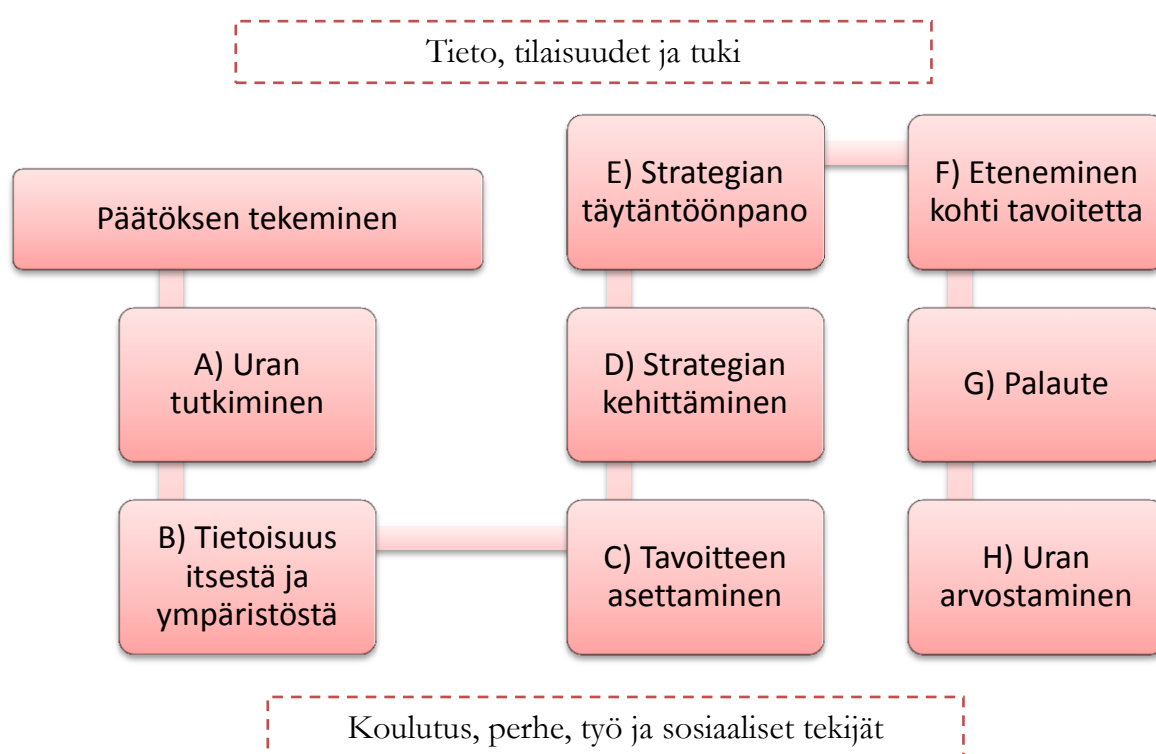 Tieto, tilaisuudet ja tuki
Päätöksen tekeminen
A) Uran
tutkiminen
B) Tietoisuus
itsestä ja
ympäristöstä
C) Tavoitteen
asettaminen
D) Strategian
kehittäminen
E) Strategian
täytäntöönpano
F) Eteneminen
kohti tavoitetta
G) Palaute
H) Uran
arvostaminen
Koulutus, perhe, työ ja sosiaaliset tekijät